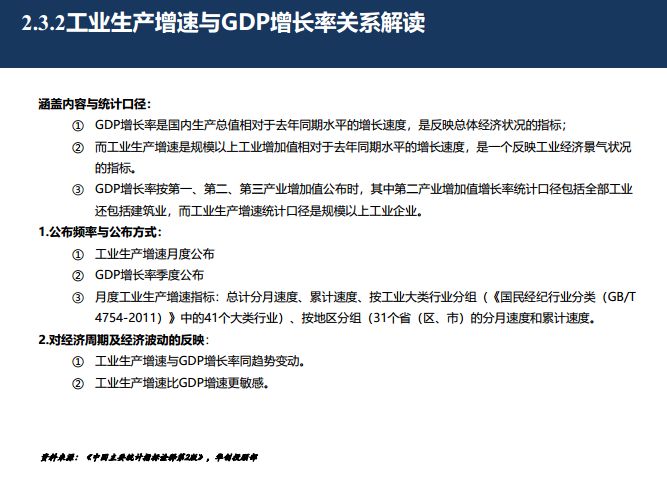 2.3.2工业生产增速与GDP增长率关系解读
涵盖内容与统计口径：
① GDP增长率是国内生产总值相对于去年同期水平的增长速度，是反映总体经济状况的指标；
② 而工业生产增速是规模以上工业增加值相对于去年同期水平的增长速度，是一个反映工业经济景气状况
的指标。
③ GDP增长率按第一、第二、第三产业增加值公布时，其中第二产业增加值增长率统计口径包括全部工业
还包括建筑业，而工业生产增速统计口径是规模以上工业企业。
1.公布频率与公布方式：
① 工业生产增速月度公布
② GDP增长率季度公布
③ 月度工业生产增速指标：总计分月速度、累计速度、按工业大类行业分组（《国民经纪行业分类（GB/T
4754-2011）》中的41个大类行业）、按地区分组（31个省（区、市）的分月速度和累计速度。
2.对经济周期及经济波动的反映：
① 工业生产增速与GDP增长率同趋势变动。
② 工业生产增速比GDP增速更敏感。
资料来源：《中国主要统计指标诠释第2版》，华创投顾部